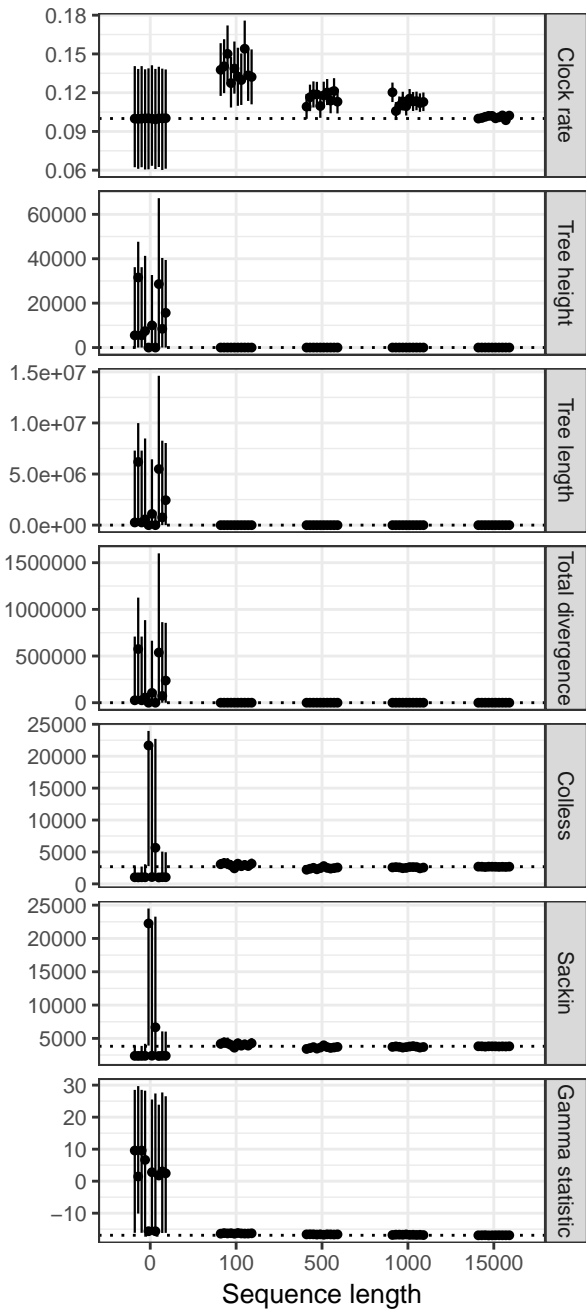 0.18
0.15
0.12
0.09
0.06
Clock rate
60000
40000
20000
0
Tree height
1.5e+07
1.0e+07
5.0e+06
0.0e+00
Tree length
1500000
1000000
500000
0
Total divergence
25000
20000
15000
10000
5000
0
Colless
25000
20000
15000
10000
5000
Sackin
30
20
10
0
−10
Gamma statistic
0 100 500 1000 15000
Sequence length